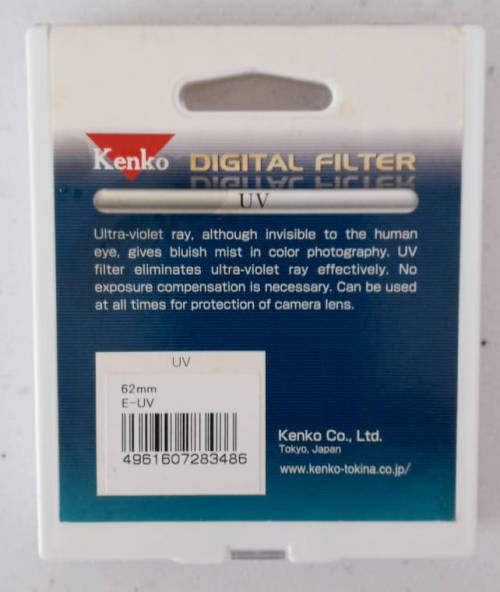 Kenko DIGITAL FILTER
UV
Ultra-violet ray, although invisible to the human
eye, gives bluish mist in color photography. UV
filter eliminates ultra-violet ray effectively. No
exposure compensation is necessary. Can be used
at all times for protection of camera lens.
UV
62mm
E-UV
4961607283486
Kenko Co., Ltd.
Tokyo, Japan
www.kenko-tokina.co.jp/